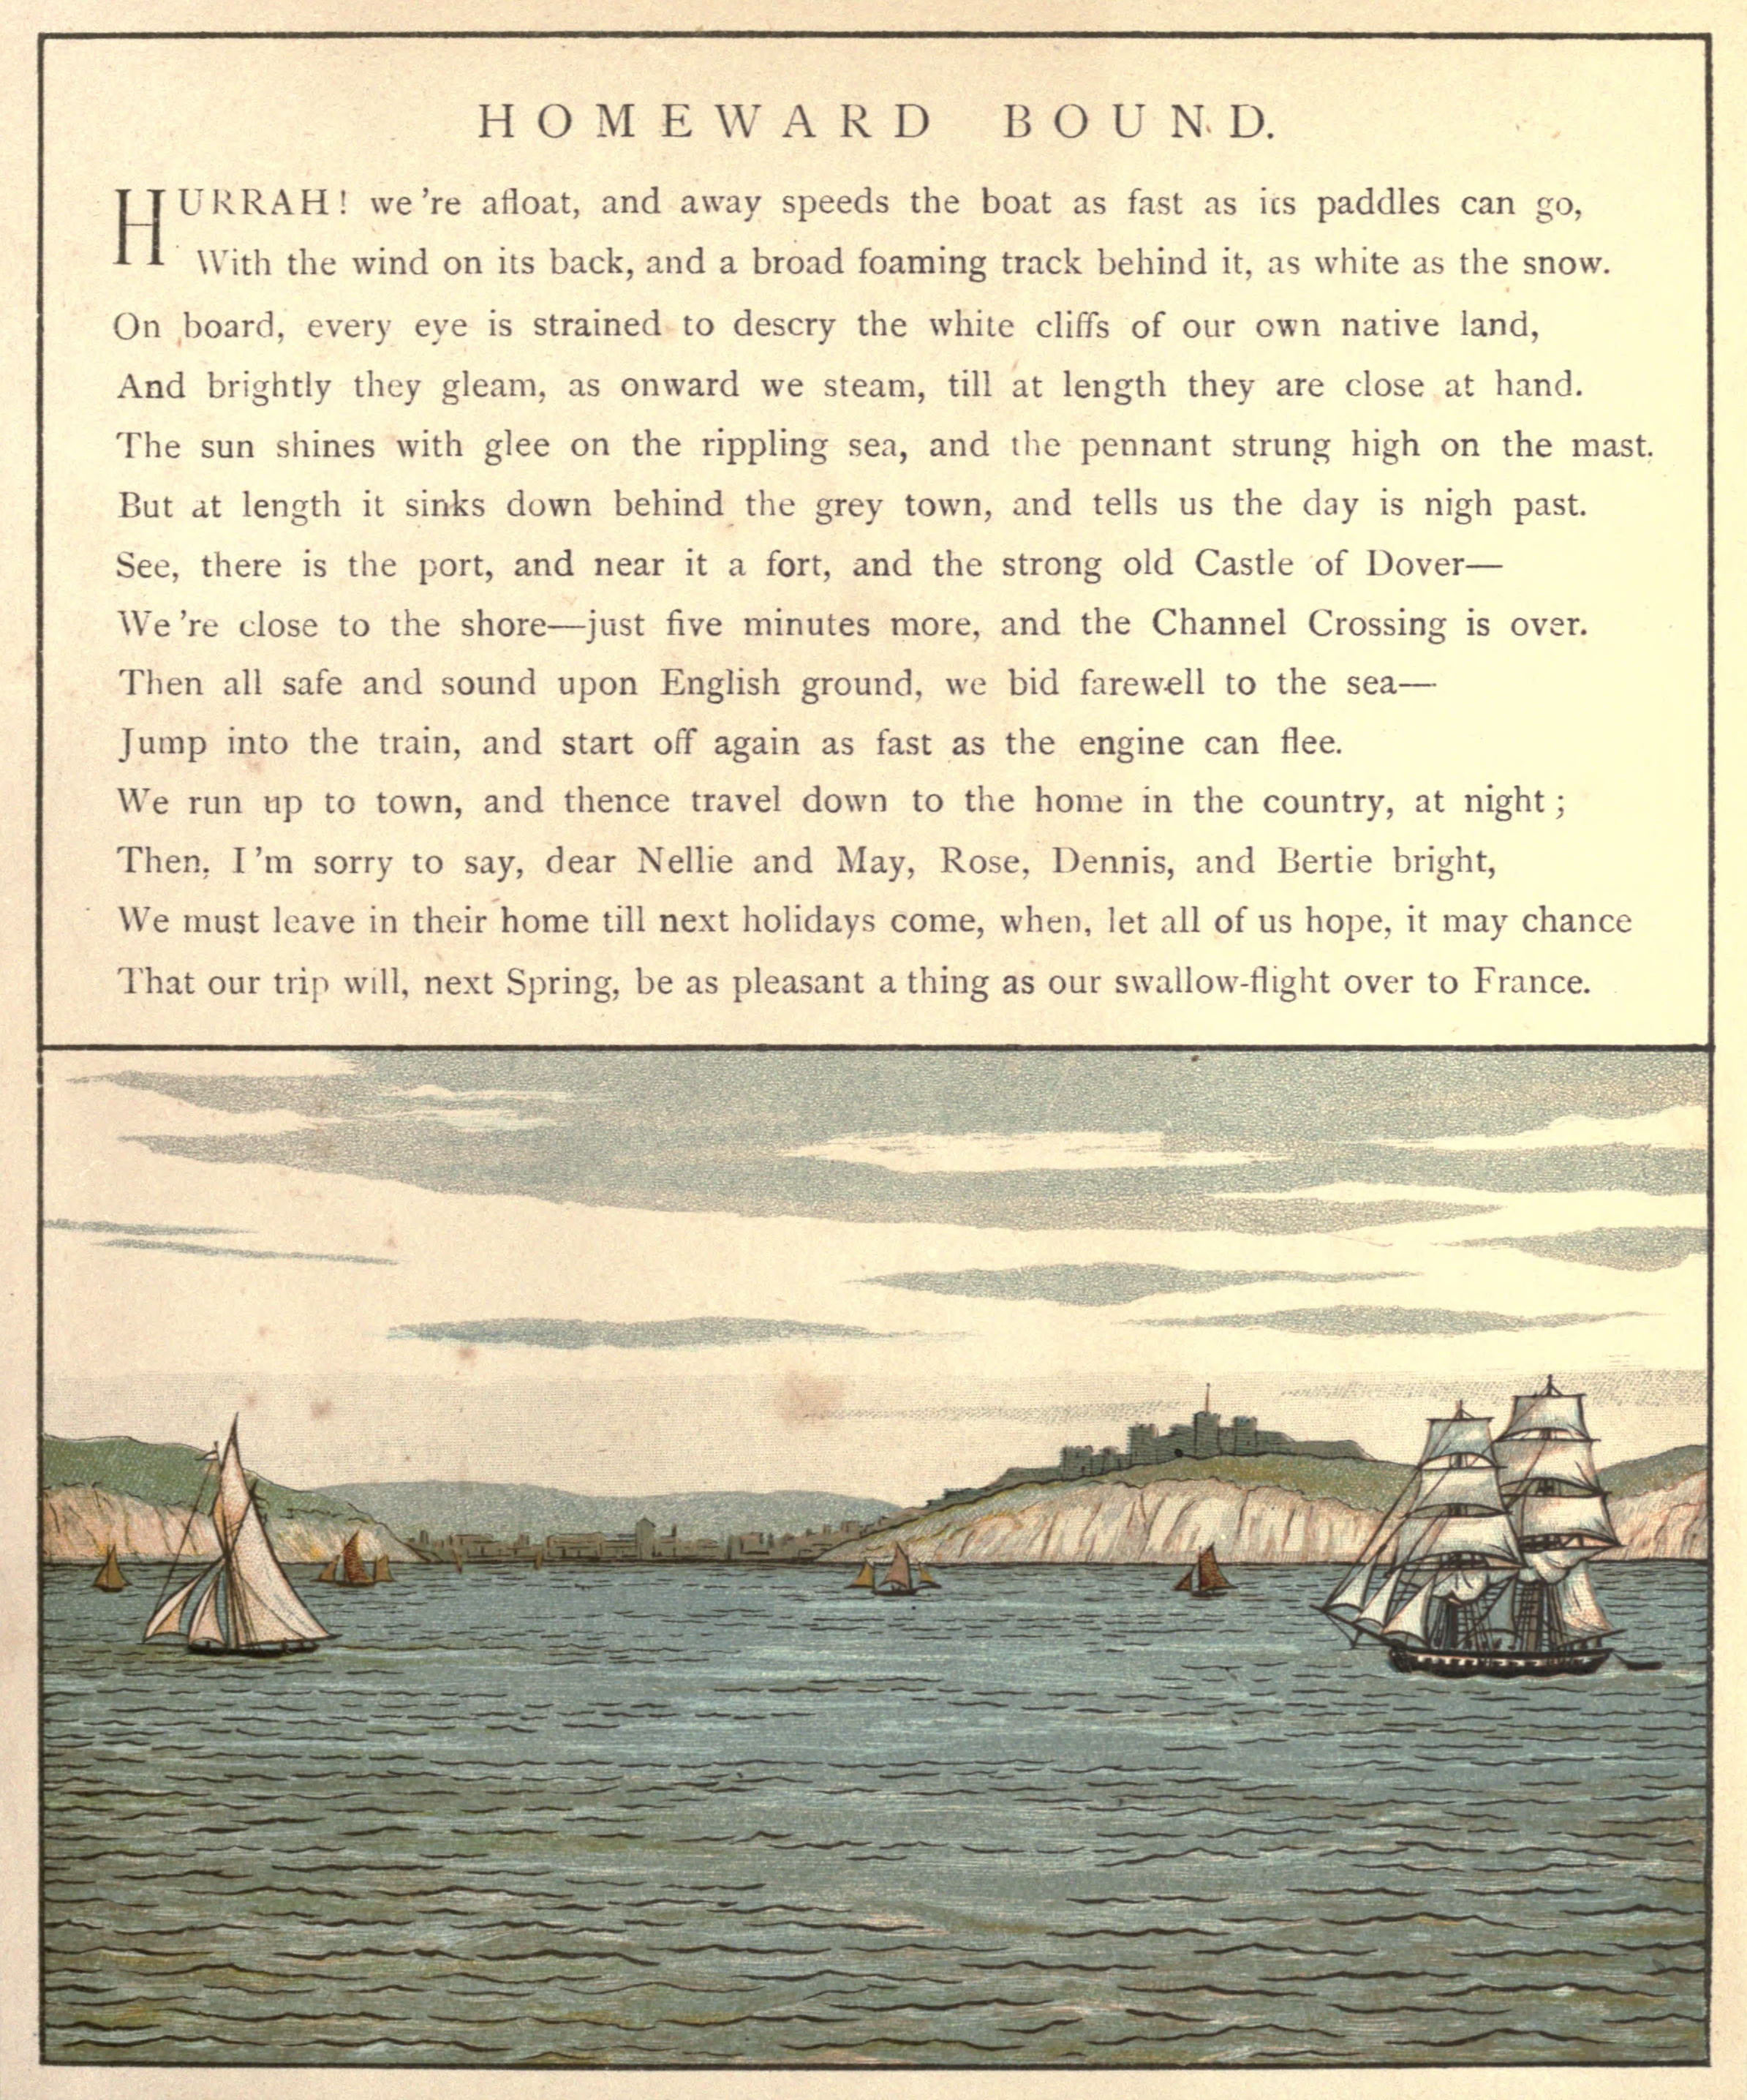 HOMEWARD BOUND.
HURRAH! we're afloat, and away speeds the boat as fast as its paddles can go,
With the wind on its back, and a broad foaming track behind it, as white as the snow.
On board, every eye is strained to descry the white cliffs of our own native land,
And brightly they gleam, as onward we steam, till at length they are close at hand.
The sun shines with glee on the rippling sea, and the pennant strung high on the mast.
But at length it sinks down behind the grey town, and tells us the day is nigh past.
See, there is the port, and near it a fort, and the strong old Castle of Dover—
We're close to the shore—just five minutes more, and the Channel Crossing is over.
Then all safe and sound upon English ground, we bid farewell to the sea—
Jump into the train, and start off again as fast as the engine can flee.
We run up to town, and thence travel down to the home in the country, at night;
Then, I'm sorry to say, dear Nellie and May, Rose, Dennis, and Bertie bright,
We must leave in their home till next holidays come, when, let all of us hope, it may chance
That our trip will, next Spring, be as pleasant a thing as our swallow-flight over to France.